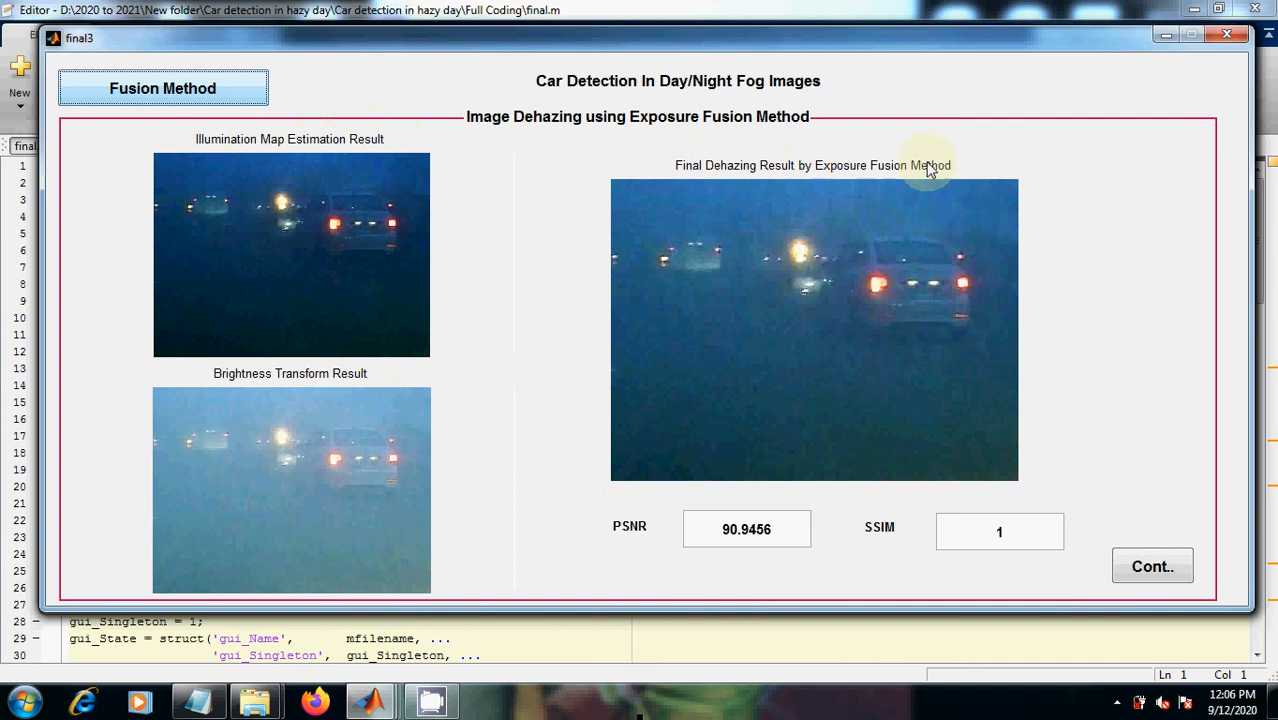 Editor - D:\2020 to 2021\New folder\Car detection in hazy day\Car detection in hazy day\Full Coding\final.m
final3
Fusion Method
Car Detection In Day/Night Fog Images
Image Dehazing using Exposure Fusion Method
Illumination Map Estimation Result
Final Dehazing Result by Exposure Fusion Method
Brightness Transform Result
PSNR
90.9456
SSIM
1
Cont..
New
final
1
2
3
4
5
6
7
8
9
10
11
12
13
14
15
16
17
18
19
20
21
22
23
24
25
26
27
28 - gui_Singleton = 1;
29 - gui_State = struct('gui_Name', mfilename, ...
30 'gui_Singleton', gui_Singleton, ...
Ln 1 Col 1
12:06 PM
9/12/2020